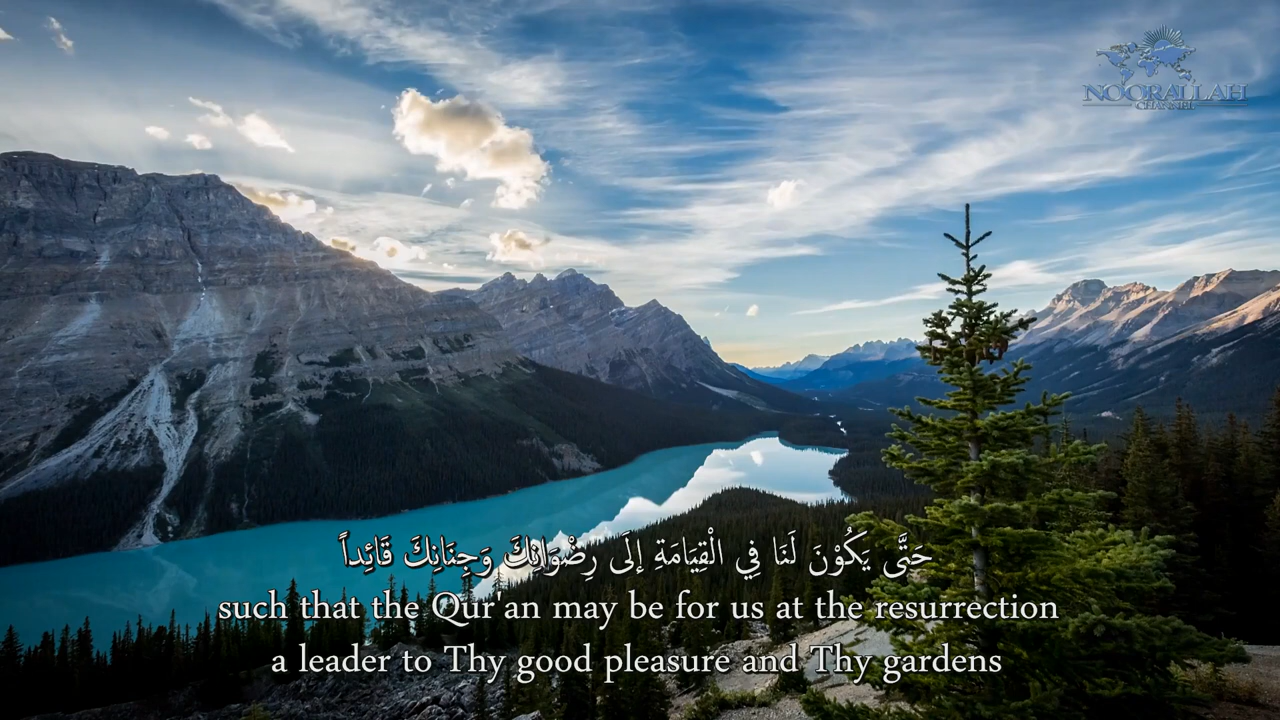 NOORALLAH
CHANNEL
حَتَّى يَكُوْنَ لَنَا فِي الْقِيَامَةِ إلَى رِضْوَانِكَ وَجِنَانِكَ قَائِداً
such that the Qur'an may be for us at the resurrection
a leader to Thy good pleasure and Thy gardens